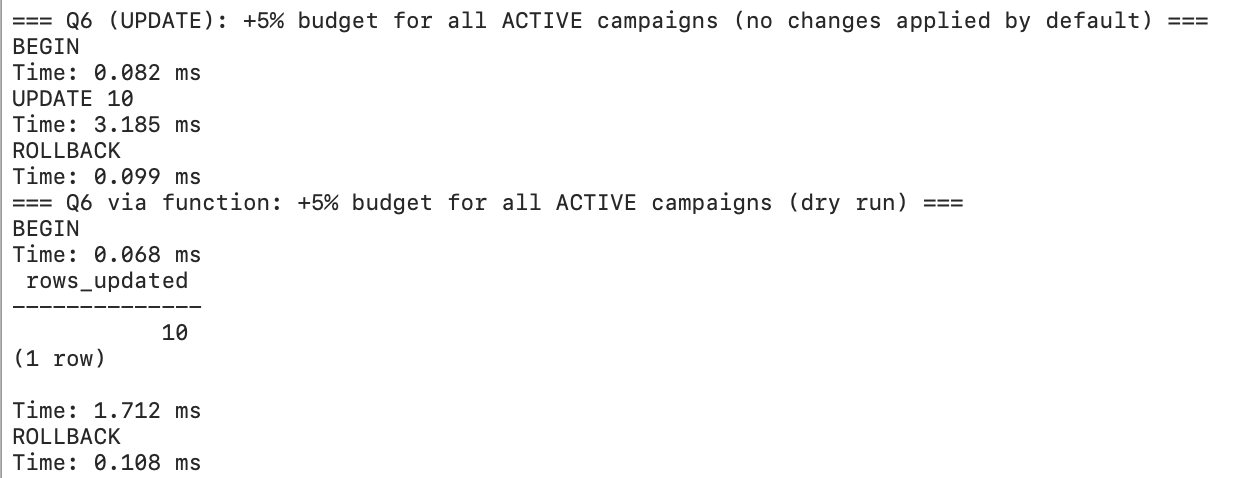 === Q6 (UPDATE): +5% budget for all ACTIVE campaigns (no changes applied by default) ===
BEGIN
Time: 0.082 ms
UPDATE 10
Time: 3.185 ms
ROLLBACK
Time: 0.099 ms
=== Q6 via function: +5% budget for all ACTIVE campaigns (dry run) ===
BEGIN
Time: 0.068 ms
 rows_updated
--------------
           10
(1 row)

Time: 1.712 ms
ROLLBACK
Time: 0.108 ms